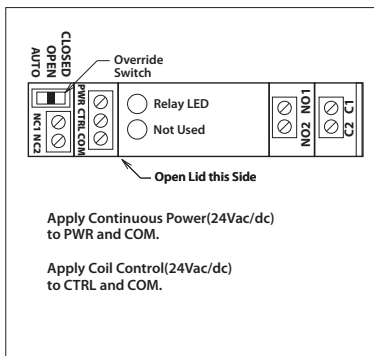 CLOSED
OPEN
AUTO
Override
Switch
PWR CTRL COM
NC1 NC2
Relay LED
Not Used
NO2 NO1
C2 C1
Open Lid this Side
Apply Continuous Power(24Vac/dc)
to PWR and COM.
Apply Coil Control(24Vac/dc)
to CTRL and COM.